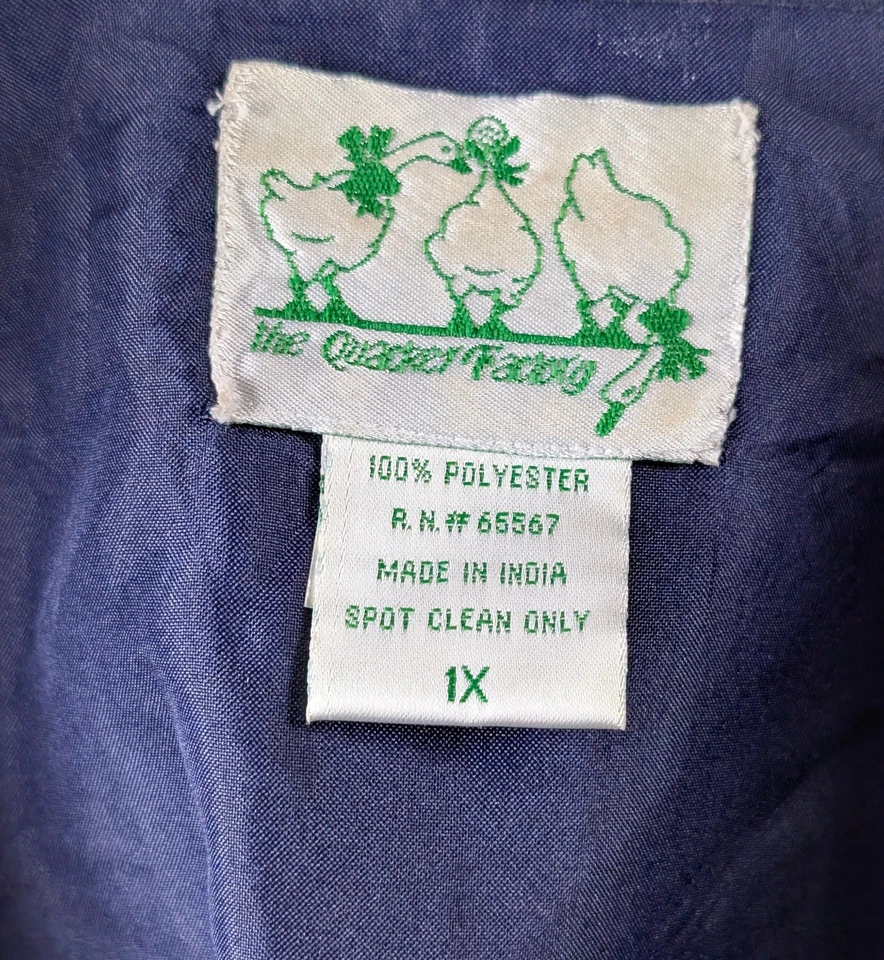 the Quacker Factory
100% POLYESTER
R.N.# 65567
MADE IN INDIA
SPOT CLEAN ONLY
1X